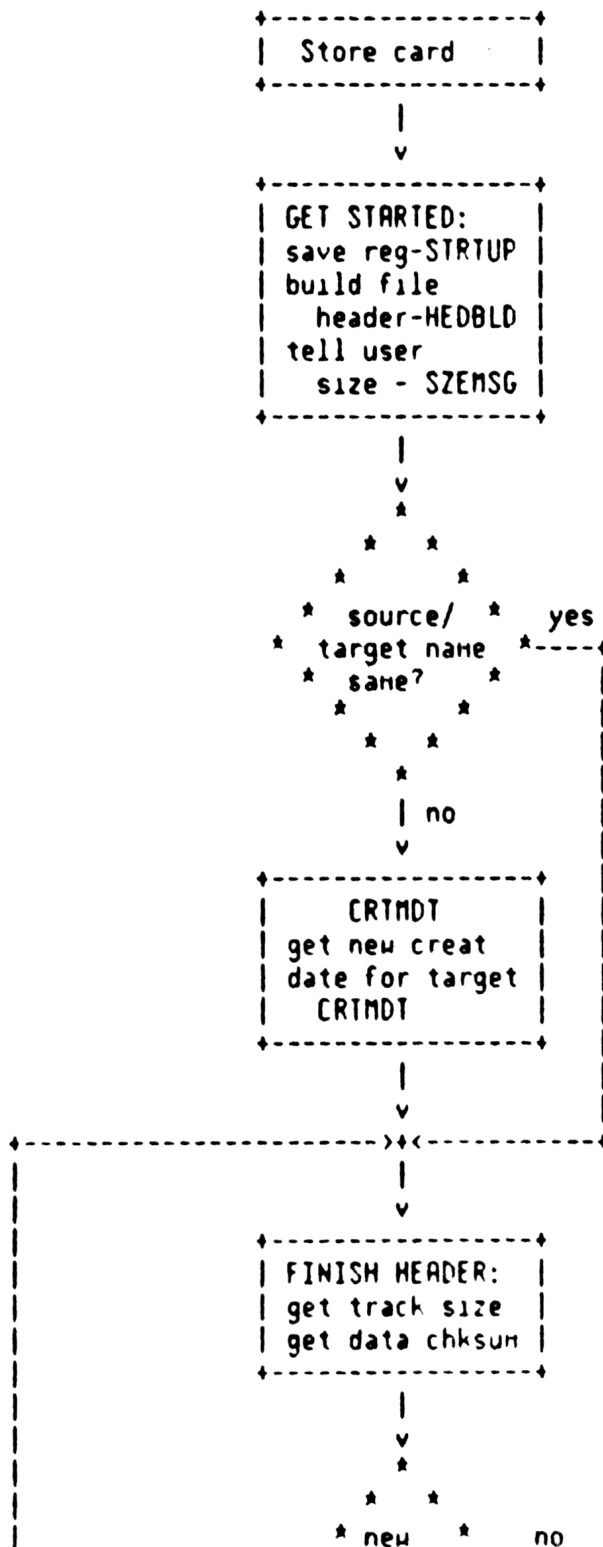 Store card
GET STARTED:
save reg-STRTUP
build file
header-HEDBLD
tell user
size - SZEMSG
source/ yes
target name
same?
no
CRTMDT
get new creat
date for target
CRTMDT
FINISH HEADER:
get track size
get data chksum
new no